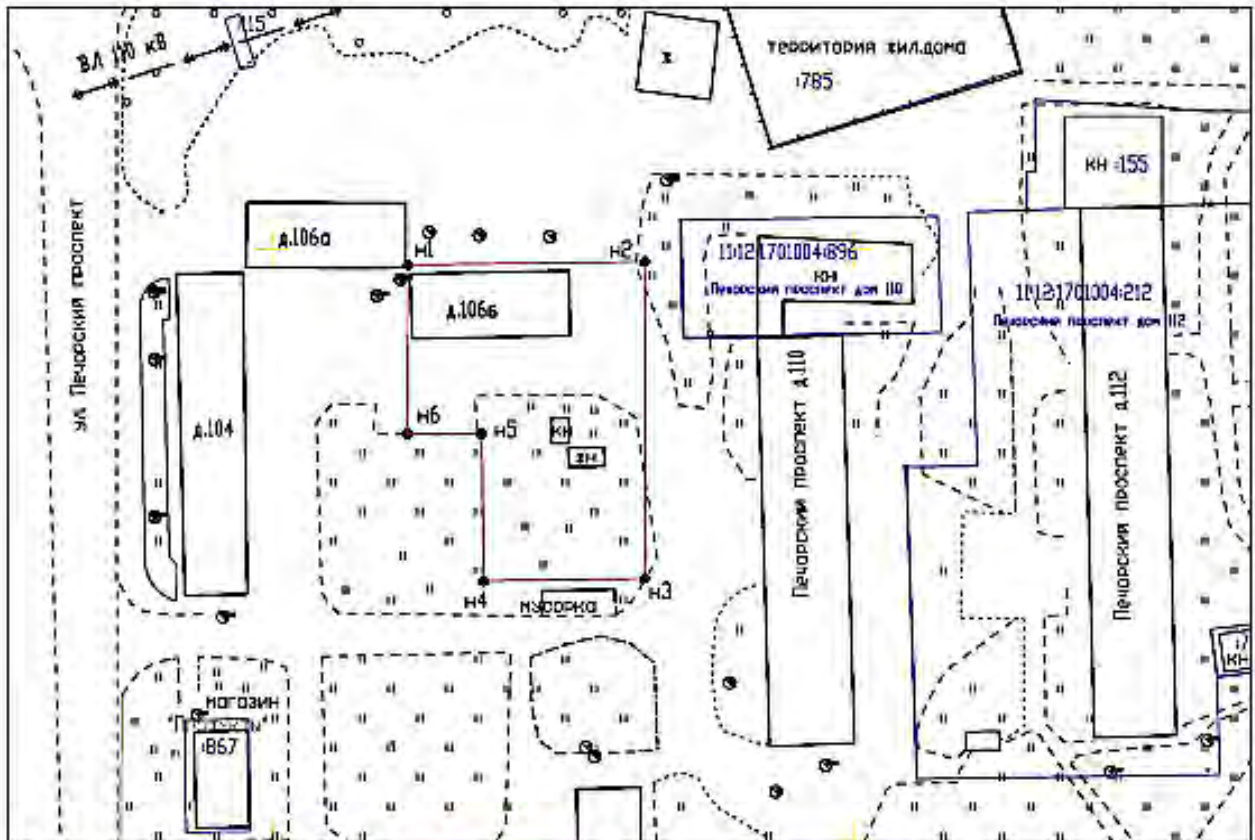 ВЛ 110 кВ
:115
территория жил.дома
:785
КН :155
ул Печорский проспект
д.106а
н1
н2
д.106б
11:12:1701004:896
КН
Печорский проспект дом 110
11:12:1701004:212
Печорский проспект дом 112
д.104
н6
н5
КН
Печорский проспект д.110
Печорский проспект д.112
н4
мусорка
н3
магазин
:867
КН